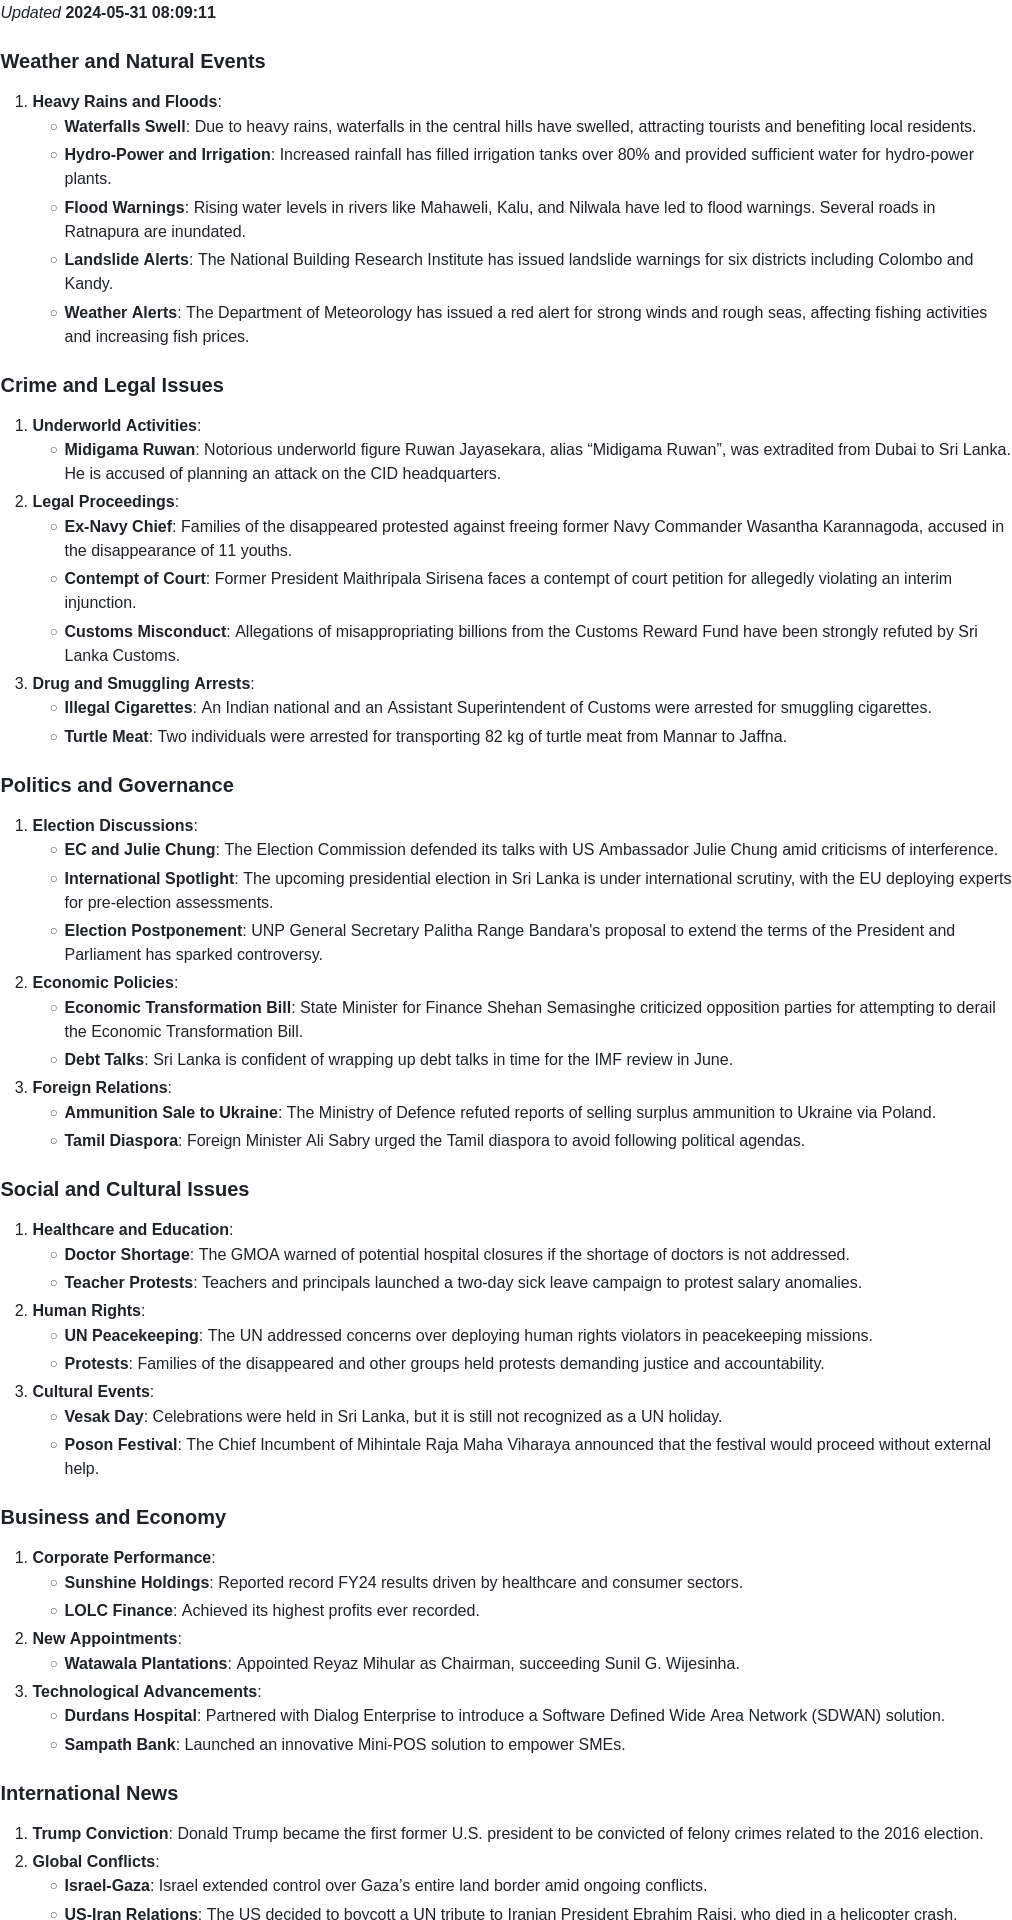 Updated 2024-05-31 08:09:11
Weather and Natural Events
1. Heavy Rains and Floods:
○ Waterfalls Swell: Due to heavy rains, waterfalls in the central hills have swelled, attracting tourists and benefiting local residents.
○ Hydro-Power and Irrigation: Increased rainfall has filled irrigation tanks over 80% and provided sufficient water for hydro-power
plants.
○ Flood Warnings: Rising water levels in rivers like Mahaweli, Kalu, and Nilwala have led to flood warnings. Several roads in
Ratnapura are inundated.
○ Landslide Alerts: The National Building Research Institute has issued landslide warnings for six districts including Colombo and
Kandy.
○ Weather Alerts: The Department of Meteorology has issued a red alert for strong winds and rough seas, affecting fishing activities
and increasing fish prices.
Crime and Legal Issues
1. Underworld Activities:
○ Midigama Ruwan: Notorious underworld figure Ruwan Jayasekara, alias “Midigama Ruwan”, was extradited from Dubai to Sri Lanka.
He is accused of planning an attack on the CID headquarters.
2. Legal Proceedings:
○ Ex-Navy Chief: Families of the disappeared protested against freeing former Navy Commander Wasantha Karannagoda, accused in
the disappearance of 11 youths.
○ Contempt of Court: Former President Maithripala Sirisena faces a contempt of court petition for allegedly violating an interim
injunction.
○ Customs Misconduct: Allegations of misappropriating billions from the Customs Reward Fund have been strongly refuted by Sri
Lanka Customs.
3. Drug and Smuggling Arrests:
○ Illegal Cigarettes: An Indian national and an Assistant Superintendent of Customs were arrested for smuggling cigarettes.
○ Turtle Meat: Two individuals were arrested for transporting 82 kg of turtle meat from Mannar to Jaffna.
Politics and Governance
1. Election Discussions:
○ EC and Julie Chung: The Election Commission defended its talks with US Ambassador Julie Chung amid criticisms of interference.
○ International Spotlight: The upcoming presidential election in Sri Lanka is under international scrutiny, with the EU deploying experts
for pre-election assessments.
○ Election Postponement: UNP General Secretary Palitha Range Bandara's proposal to extend the terms of the President and
Parliament has sparked controversy.
2. Economic Policies:
○ Economic Transformation Bill: State Minister for Finance Shehan Semasinghe criticized opposition parties for attempting to derail
the Economic Transformation Bill.
○ Debt Talks: Sri Lanka is confident of wrapping up debt talks in time for the IMF review in June.
3. Foreign Relations:
○ Ammunition Sale to Ukraine: The Ministry of Defence refuted reports of selling surplus ammunition to Ukraine via Poland.
○ Tamil Diaspora: Foreign Minister Ali Sabry urged the Tamil diaspora to avoid following political agendas.
Social and Cultural Issues
1. Healthcare and Education:
○ Doctor Shortage: The GMOA warned of potential hospital closures if the shortage of doctors is not addressed.
○ Teacher Protests: Teachers and principals launched a two-day sick leave campaign to protest salary anomalies.
2. Human Rights:
○ UN Peacekeeping: The UN addressed concerns over deploying human rights violators in peacekeeping missions.
○ Protests: Families of the disappeared and other groups held protests demanding justice and accountability.
3. Cultural Events:
○ Vesak Day: Celebrations were held in Sri Lanka, but it is still not recognized as a UN holiday.
○ Poson Festival: The Chief Incumbent of Mihintale Raja Maha Viharaya announced that the festival would proceed without external
help.
Business and Economy
1. Corporate Performance:
○ Sunshine Holdings: Reported record FY24 results driven by healthcare and consumer sectors.
○ LOLC Finance: Achieved its highest profits ever recorded.
2. New Appointments:
○ Watawala Plantations: Appointed Reyaz Mihular as Chairman, succeeding Sunil G. Wijesinha.
3. Technological Advancements:
○ Durdans Hospital: Partnered with Dialog Enterprise to introduce a Software Defined Wide Area Network (SDWAN) solution.
○ Sampath Bank: Launched an innovative Mini-POS solution to empower SMEs.
International News
1. Trump Conviction: Donald Trump became the first former U.S. president to be convicted of felony crimes related to the 2016 election.
2. Global Conflicts:
○ Israel-Gaza: Israel extended control over Gaza’s entire land border amid ongoing conflicts.
○ US-Iran Relations: The US decided to boycott a UN tribute to Iranian President Ebrahim Raisi, who died in a helicopter crash.